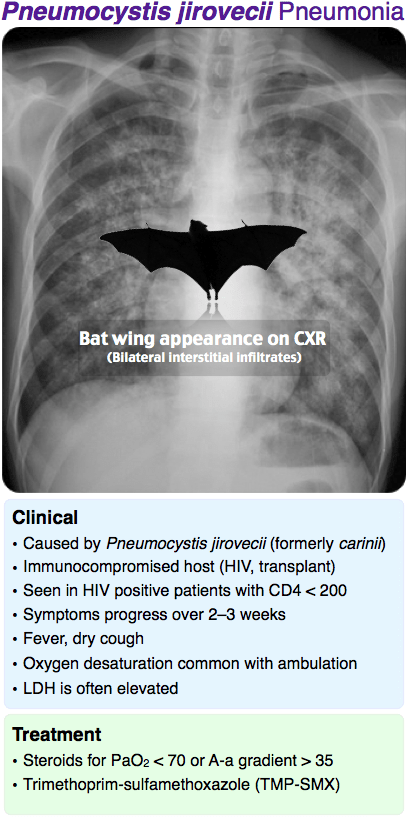 Pneumocystis jirovecii Pneumonia
Bat wing appearance on CXR
(Bilateral interstitial infiltrates)
Clinical
• Caused by Pneumocystis jirovecii (formerly carinii)
• Immunocompromised host (HIV, transplant)
• Seen in HIV positive patients with CD4 < 200
• Symptoms progress over 2–3 weeks
• Fever, dry cough
• Oxygen desaturation common with ambulation
• LDH is often elevated
Treatment
• Steroids for PaO₂ < 70 or A-a gradient > 35
• Trimethoprim-sulfamethoxazole (TMP-SMX)